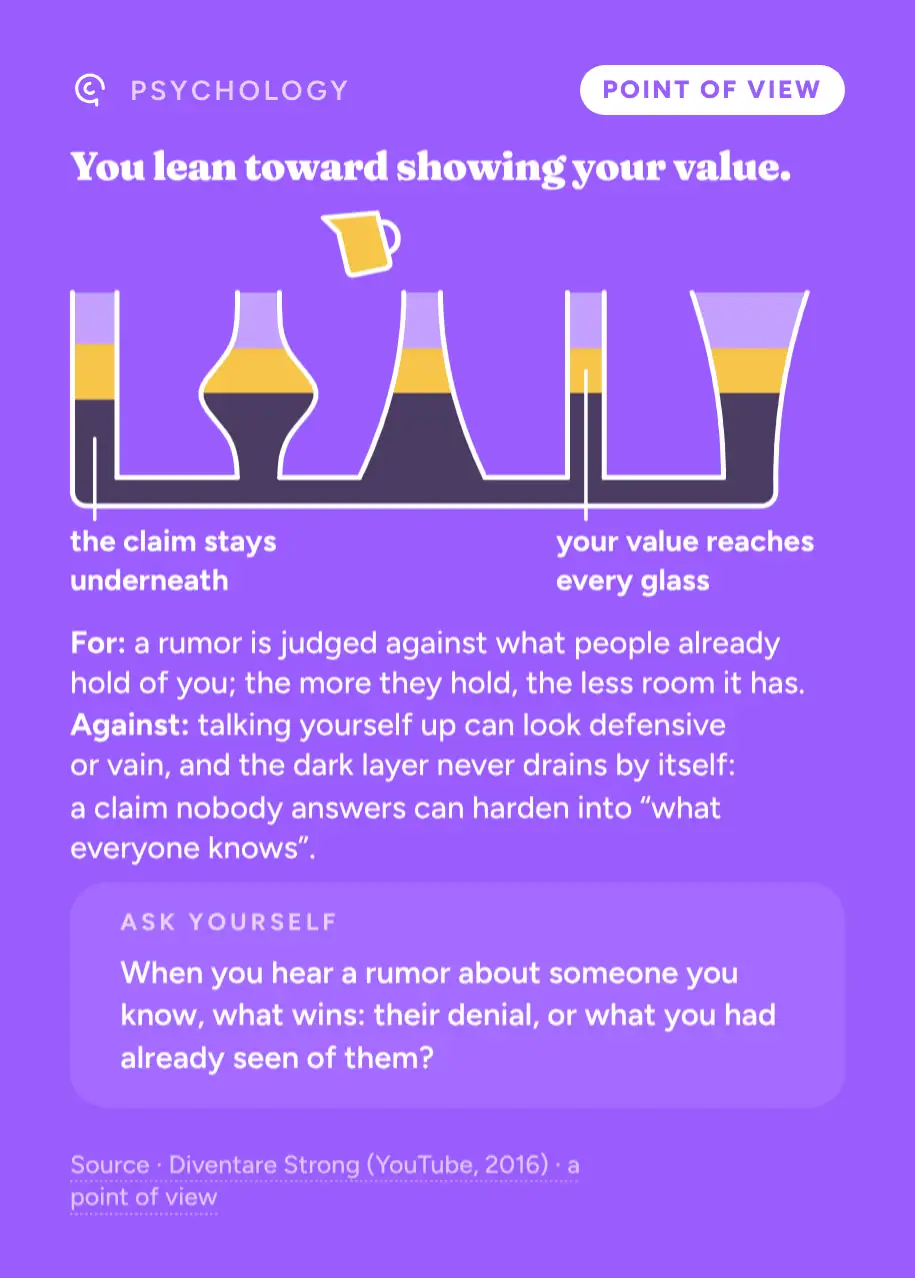 PSYCHOLOGY
POINT OF VIEW
You lean toward showing your value.
the claim stays
underneath
your value reaches
every glass
For: a rumor is judged against what people already
hold of you; the more they hold, the less room it has.
Against: talking yourself up can look defensive
or vain, and the dark layer never drains by itself:
a claim nobody answers can harden into “what
everyone knows”.
ASK YOURSELF
When you hear a rumor about someone you
know, what wins: their denial, or what you had
already seen of them?
Source · Diventare Strong (YouTube, 2016) · a
point of view